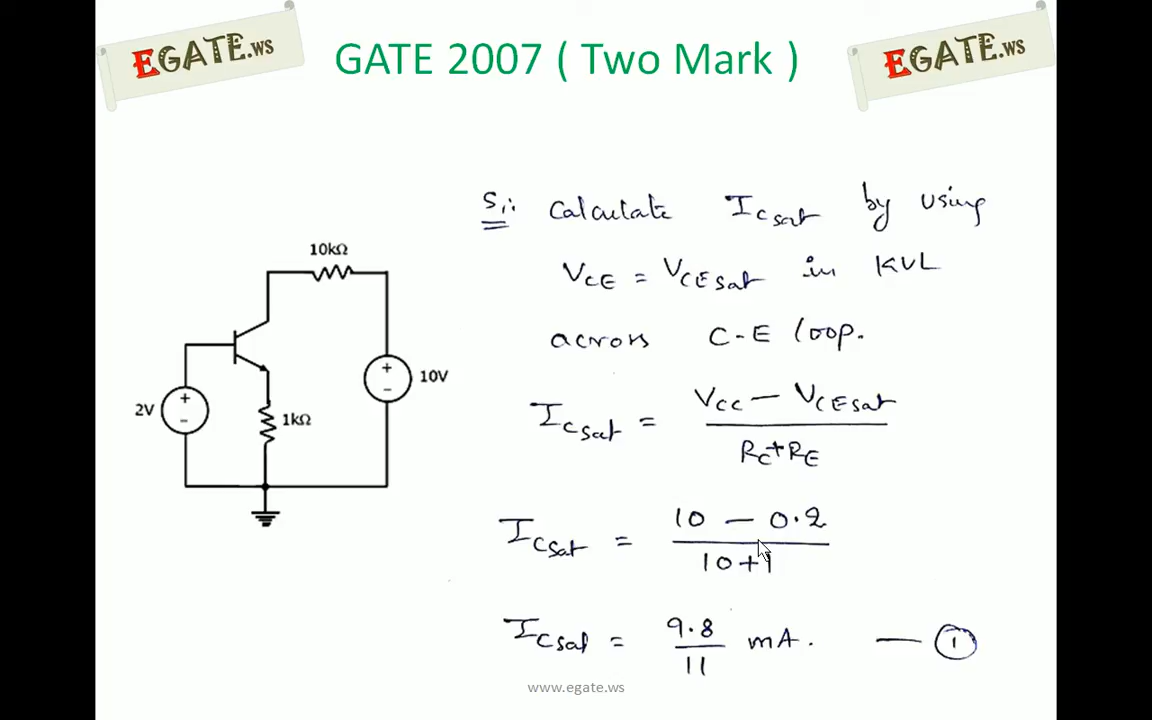 EGATE.ws
GATE 2007 ( Two Mark )
EGATE.ws
S1: Calculate ICsat by using
VCE = VCEsat in KVL
across C-E loop.
ICsat = VCC - VCEsat
RC+RE
ICsat = 10 - 0.2
10+1
ICsat = 9.8 mA. — 1
11
10kΩ
10V
2V
1kΩ
www.egate.ws